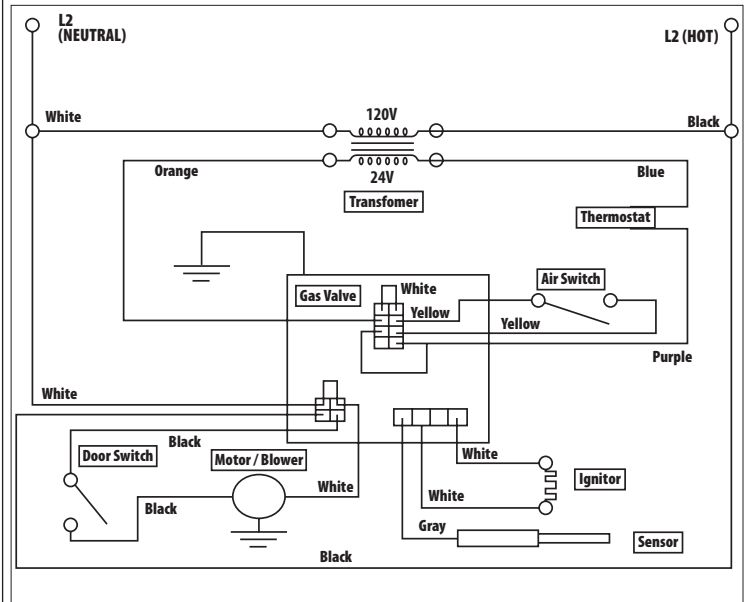 L2
(NEUTRAL)
L2 (HOT)
White
120V
Black
Orange
24V
Blue
Transfomer
Thermostat
Gas Valve
White
Air Switch
Yellow
Yellow
Purple
White
Black
Door Switch
Motor / Blower
White
White
Ignitor
Black
White
Gray
Sensor
Black